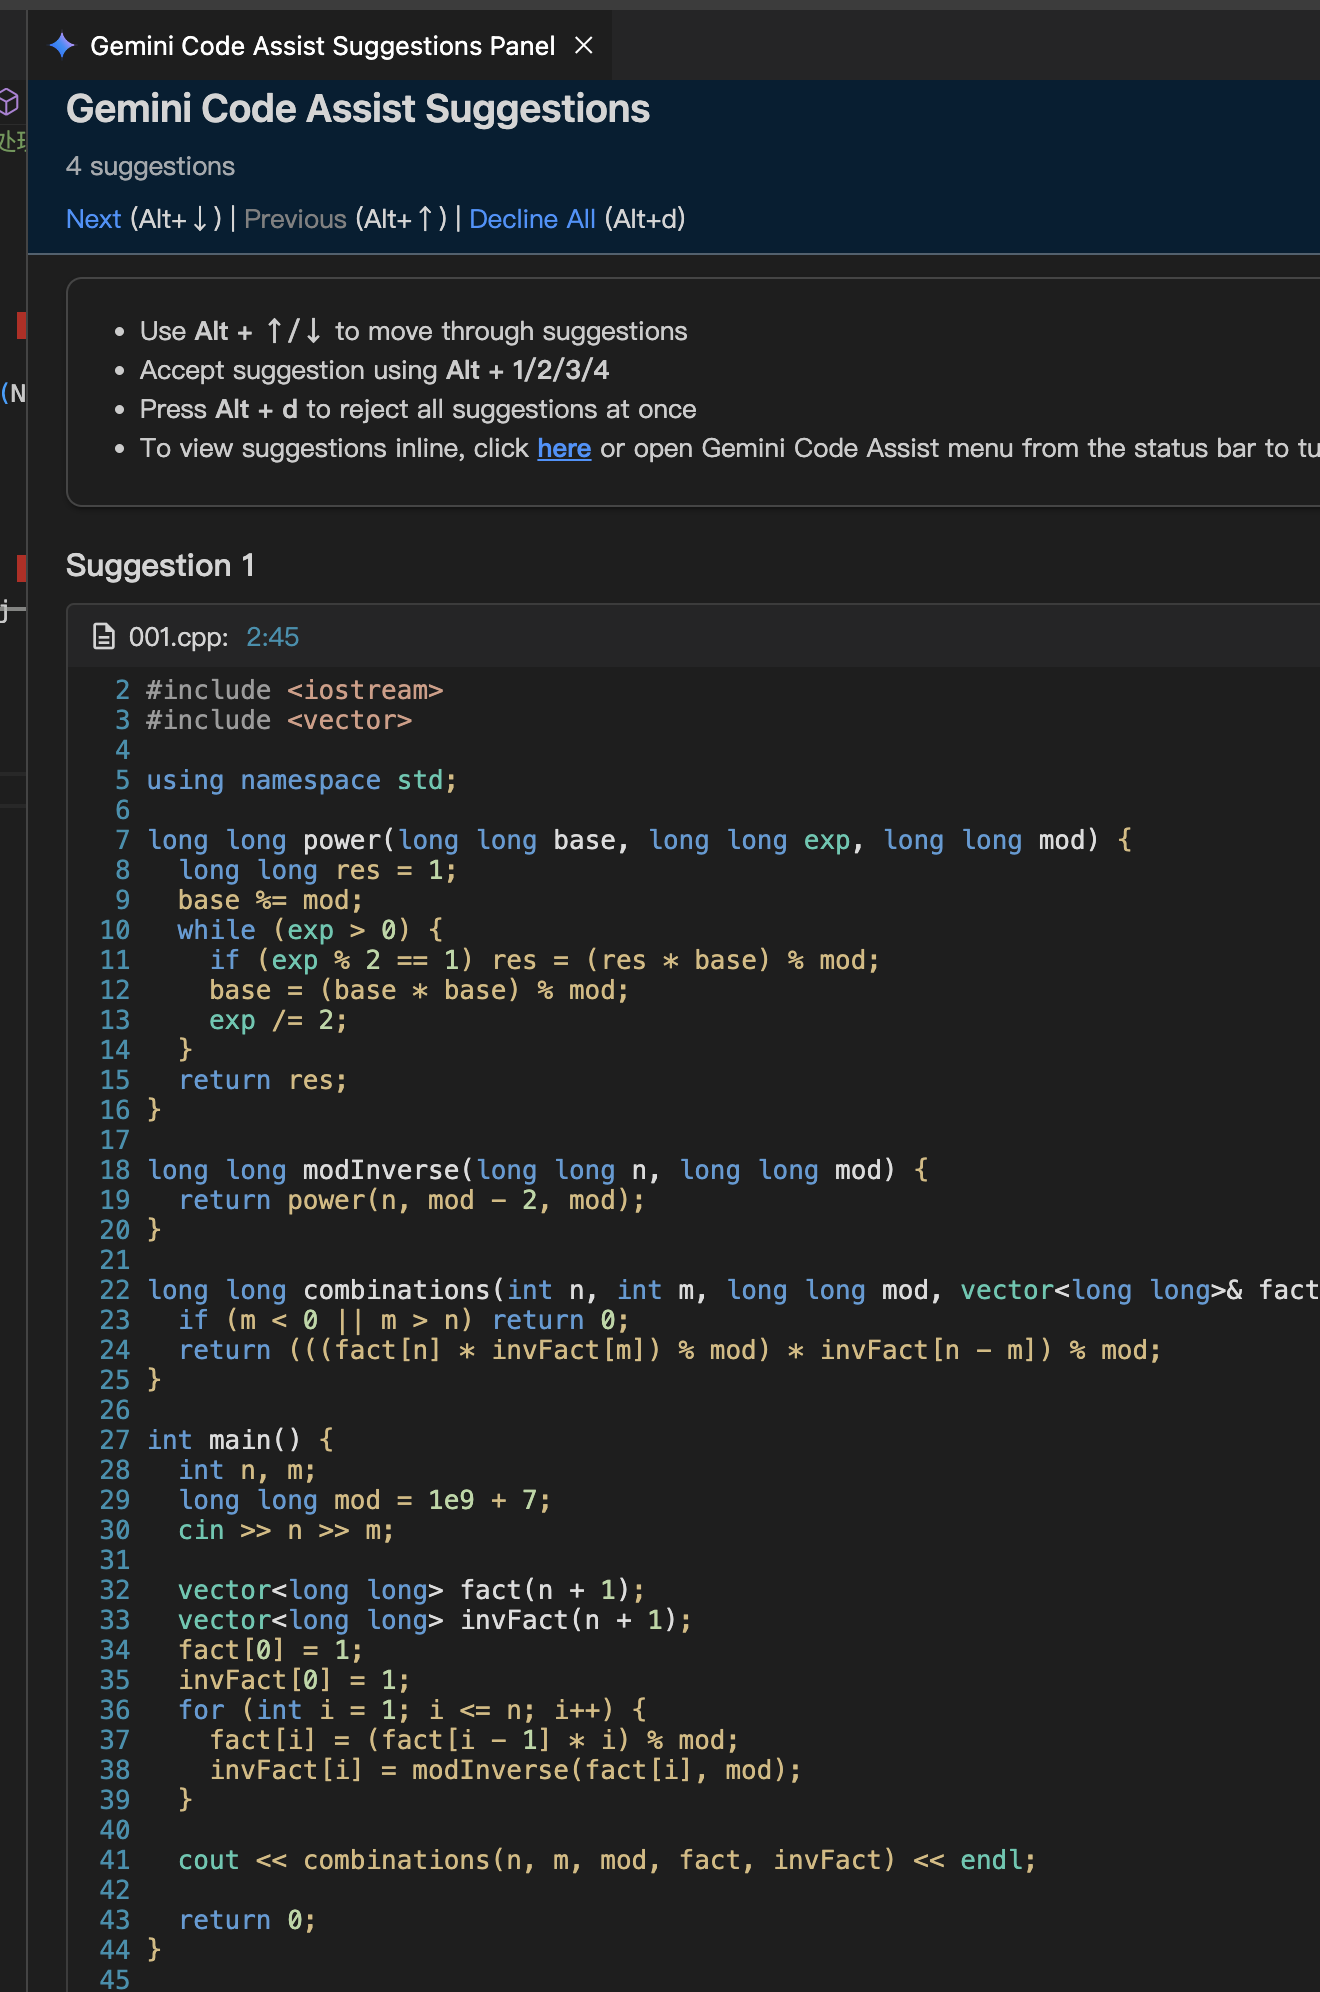 Gemini Code Assist Suggestions Panel
Gemini Code Assist Suggestions
4 suggestions
Next (Alt+↓) | Previous (Alt+↑) | Decline All (Alt+d)
• Use Alt + ↑/↓ to move through suggestions
• Accept suggestion using Alt + 1/2/3/4
• Press Alt + d to reject all suggestions at once
• To view suggestions inline, click here or open Gemini Code Assist menu from the status bar to tu
(N
j
Suggestion 1
001.cpp: 2:45
2 #include <iostream>
3 #include <vector>
4
5 using namespace std;
6
7 long long power(long long base, long long exp, long long mod) {
8   long long res = 1;
9   base %= mod;
10   while (exp > 0) {
11     if (exp % 2 == 1) res = (res * base) % mod;
12     base = (base * base) % mod;
13     exp /= 2;
14   }
15   return res;
16 }
17
18 long long modInverse(long long n, long long mod) {
19   return power(n, mod - 2, mod);
20 }
21
22 long long combinations(int n, int m, long long mod, vector<long long>& fact
23   if (m < 0 || m > n) return 0;
24   return (((fact[n] * invFact[m]) % mod) * invFact[n - m]) % mod;
25 }
26
27 int main() {
28   int n, m;
29   long long mod = 1e9 + 7;
30   cin >> n >> m;
31
32   vector<long long> fact(n + 1);
33   vector<long long> invFact(n + 1);
34   fact[0] = 1;
35   invFact[0] = 1;
36   for (int i = 1; i <= n; i++) {
37     fact[i] = (fact[i - 1] * i) % mod;
38     invFact[i] = modInverse(fact[i], mod);
39   }
40
41   cout << combinations(n, m, mod, fact, invFact) << endl;
42
43   return 0;
44 }
45